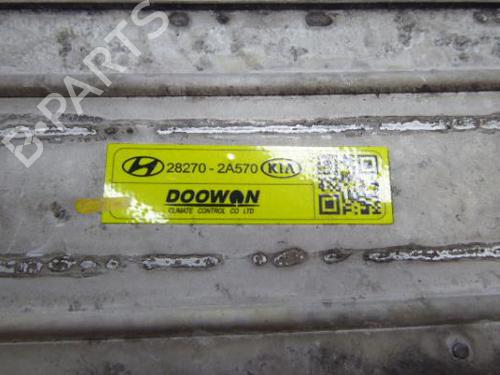 B-PARTS
28270 - 2A570 KIA
DOOWON
CLIMATE CONTROL CO LTD